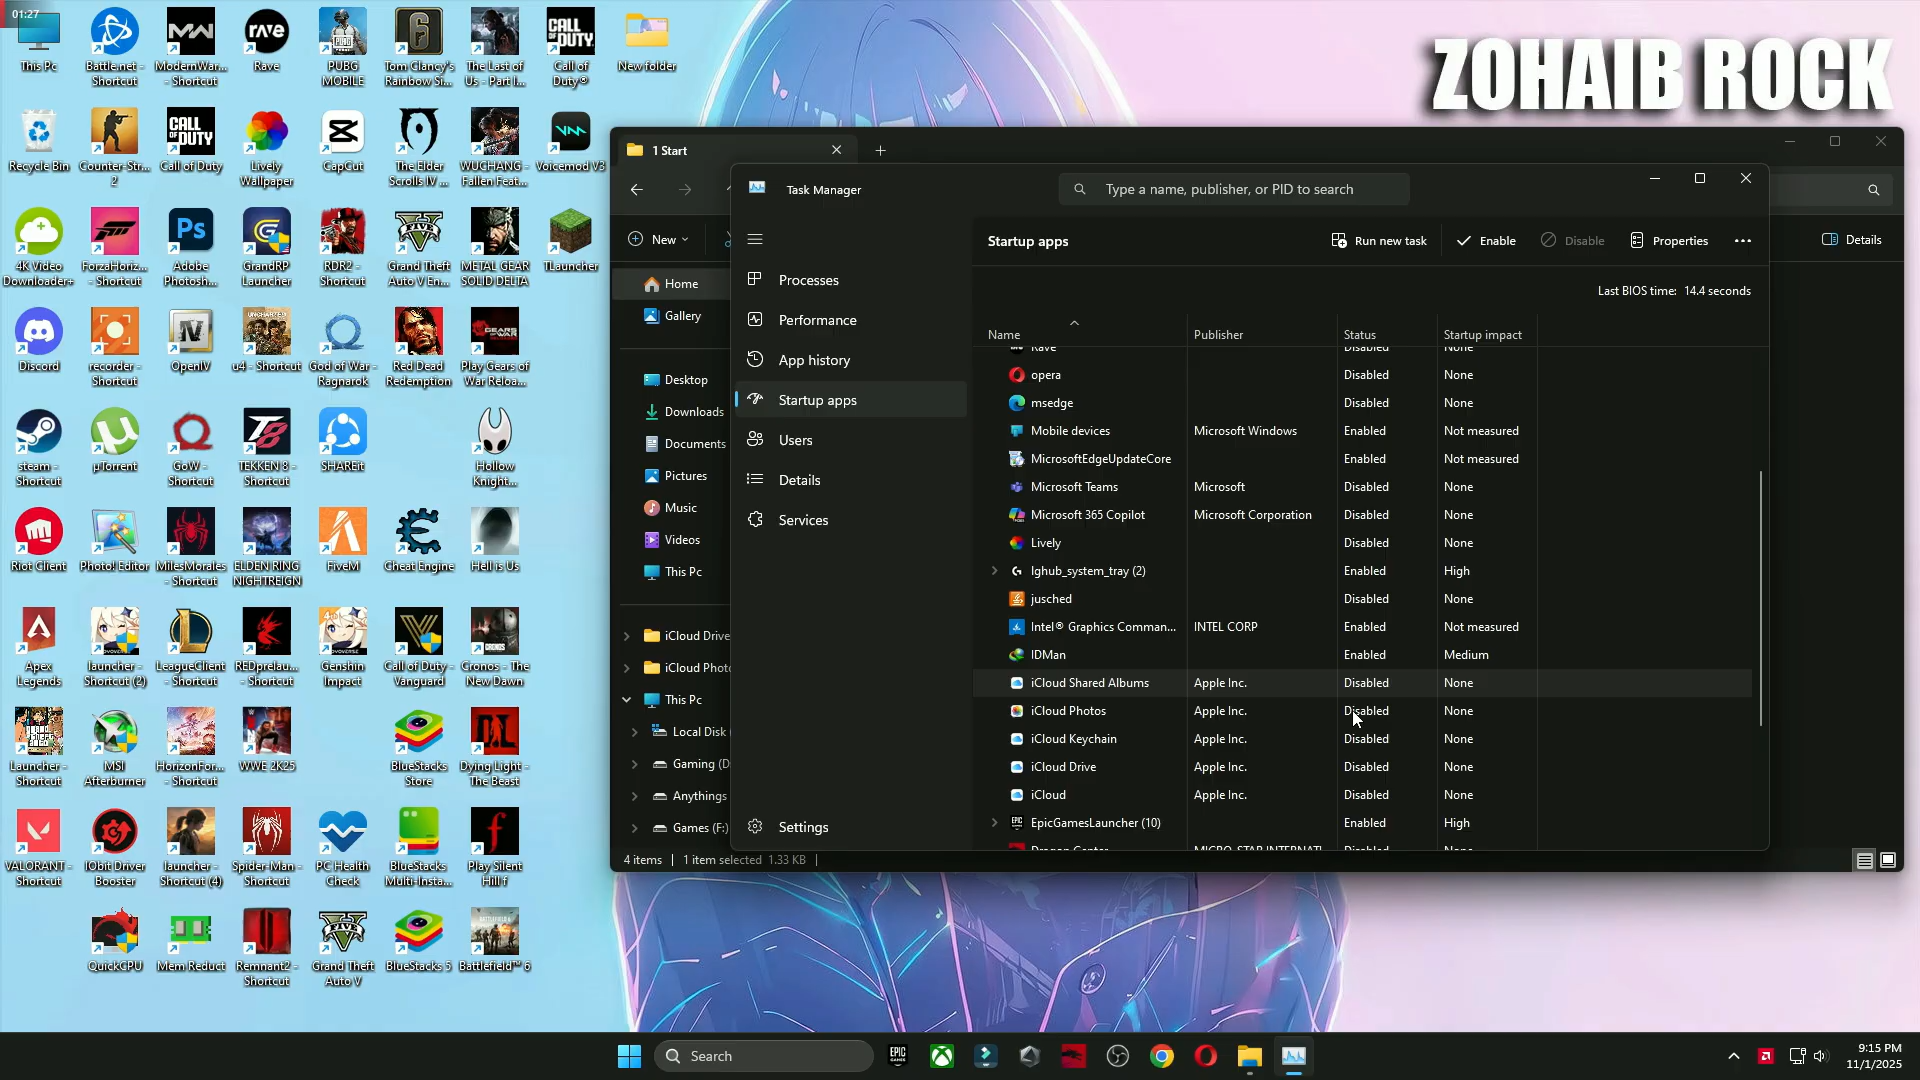 01:27
ZOHAIB ROCK
This Pc
Battle.net - Shortcut
ModernWar... - Shortcut
Rave
PUBG MOBILE
Tom Clancy's Rainbow Si...
The Last of Us - Part I...
Call of Duty®
New folder
Recycle Bin
Counter-Str... 2
Call of Duty
Lively Wallpaper
CapCut
The Elder Scrolls IV ...
WUCHANG - Fallen Feat...
Voicemod V3
4K Video Downloader+
ForzaHoriz... - Shortcut
Adobe Photosh...
GrandRP Launcher
RDR2 - Shortcut
Grand Theft Auto V En...
METAL GEAR SOLID DELTA
TLauncher
Discord
recorder - Shortcut
OpenIV
u4 - Shortcut
God of War - Ragnarok
Red Dead Redemption
Play Gears of War Reloa...
steam - Shortcut
µTorrent
GoW - Shortcut
TEKKEN 8 - Shortcut
SHAREit
Hollow Knight...
Riot Client
Photo! Editor
MilesMorales - Shortcut
ELDEN RING NIGHTREIGN
FiveM
Cheat Engine
Hell is Us
Apex Legends
launcher - Shortcut (2)
LeagueClient - Shortcut
REDprelau... - Shortcut
Genshin Impact
Call of Duty - Vanguard
Cronos - The New Dawn
Launcher - Shortcut
MSI Afterburner
HorizonFor... - Shortcut
WWE 2K25
BlueStacks Store
Dying Light - The Beast
VALORANT - Shortcut
IObit Driver Booster
launcher - Shortcut (4)
Spider-Man - Shortcut
PC Health Check
BlueStacks Multi-Insta...
Play Silent Hill f
QuickCPU
Mem Reduct
Remnant2 - Shortcut
Grand Theft Auto V
BlueStacks 5
Battlefield™ 6
1 Start
New
Details
Home
Gallery
Desktop
Downloads
Documents
Pictures
Music
Videos
This Pc
iCloud Drive
iCloud Phot
This Pc
Local Disk
Gaming (D
Anythings
Games (F:)
4 items
1 item selected 1.33 KB
Task Manager
Type a name, publisher, or PID to search
Processes
Performance
App history
Startup apps
Users
Details
Services
Settings
Startup apps
Run new task
Enable
Disable
Properties
Last BIOS time: 14.4 seconds
Name Publisher Status Startup impact
Rave Disabled None
opera Disabled None
msedge Disabled None
Mobile devices Microsoft Windows Enabled Not measured
MicrosoftEdgeUpdateCore Enabled Not measured
Microsoft Teams Microsoft Disabled None
Microsoft 365 Copilot Microsoft Corporation Disabled None
Lively Disabled None
lghub_system_tray (2) Enabled High
jusched Disabled None
Intel® Graphics Comman... INTEL CORP Enabled Not measured
IDMan Enabled Medium
iCloud Shared Albums Apple Inc. Disabled None
iCloud Photos Apple Inc. Disabled None
iCloud Keychain Apple Inc. Disabled None
iCloud Drive Apple Inc. Disabled None
iCloud Apple Inc. Disabled None
EpicGamesLauncher (10) Enabled High
Dragon Center MICRO-STAR INTERNATI Disabled None
Search
9:15 PM
11/1/2025